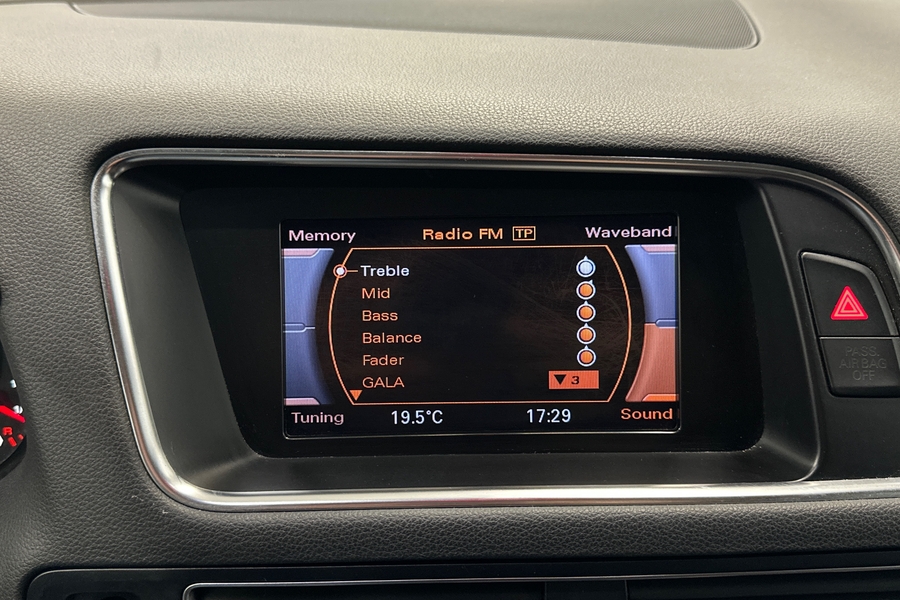 Memory Radio FM TP Waveband
Treble
Mid
Bass
Balance
Fader
GALA 3
Tuning 19.5°C 17:29 Sound
PASS.
AIRBAG
OFF
R